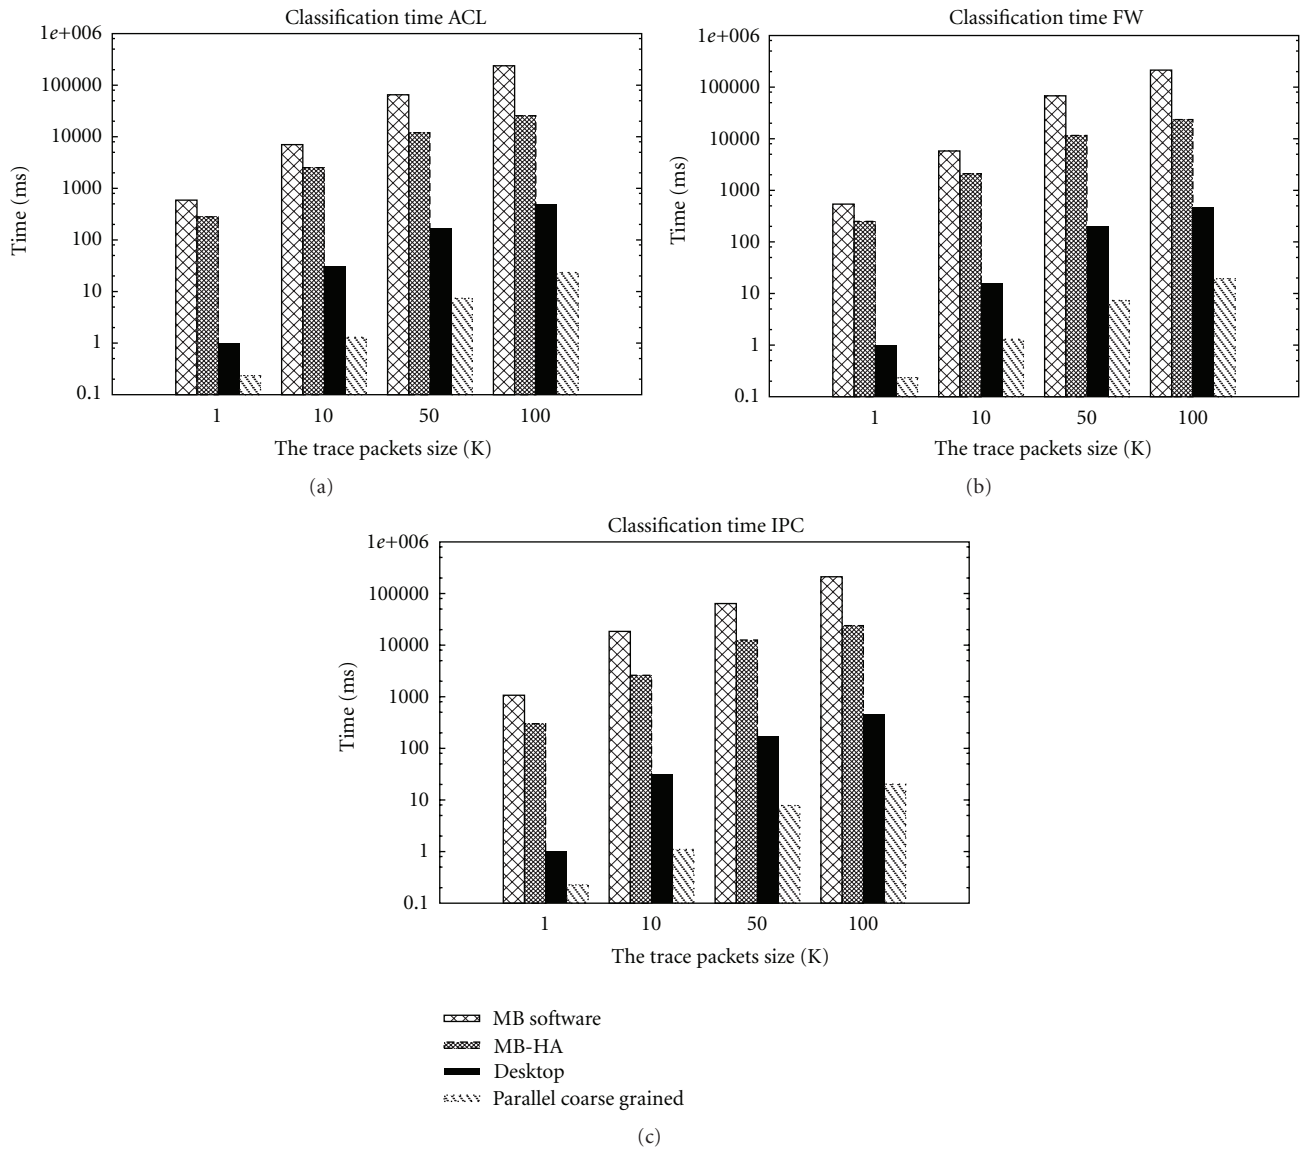 Classification time ACL
1e+006
100000
10000
1000
100
10
1
0.1
Time (ms)
1 10 50 100
The trace packets size (K)
(a)
Classification time FW
1e+006
100000
10000
1000
100
10
1
0.1
Time (ms)
1 10 50 100
The trace packets size (K)
(b)
Classification time IPC
1e+006
100000
10000
1000
100
10
1
0.1
Time (ms)
1 10 50 100
The trace packets size (K)
MB software
MB-HA
Desktop
Parallel coarse grained
(c)